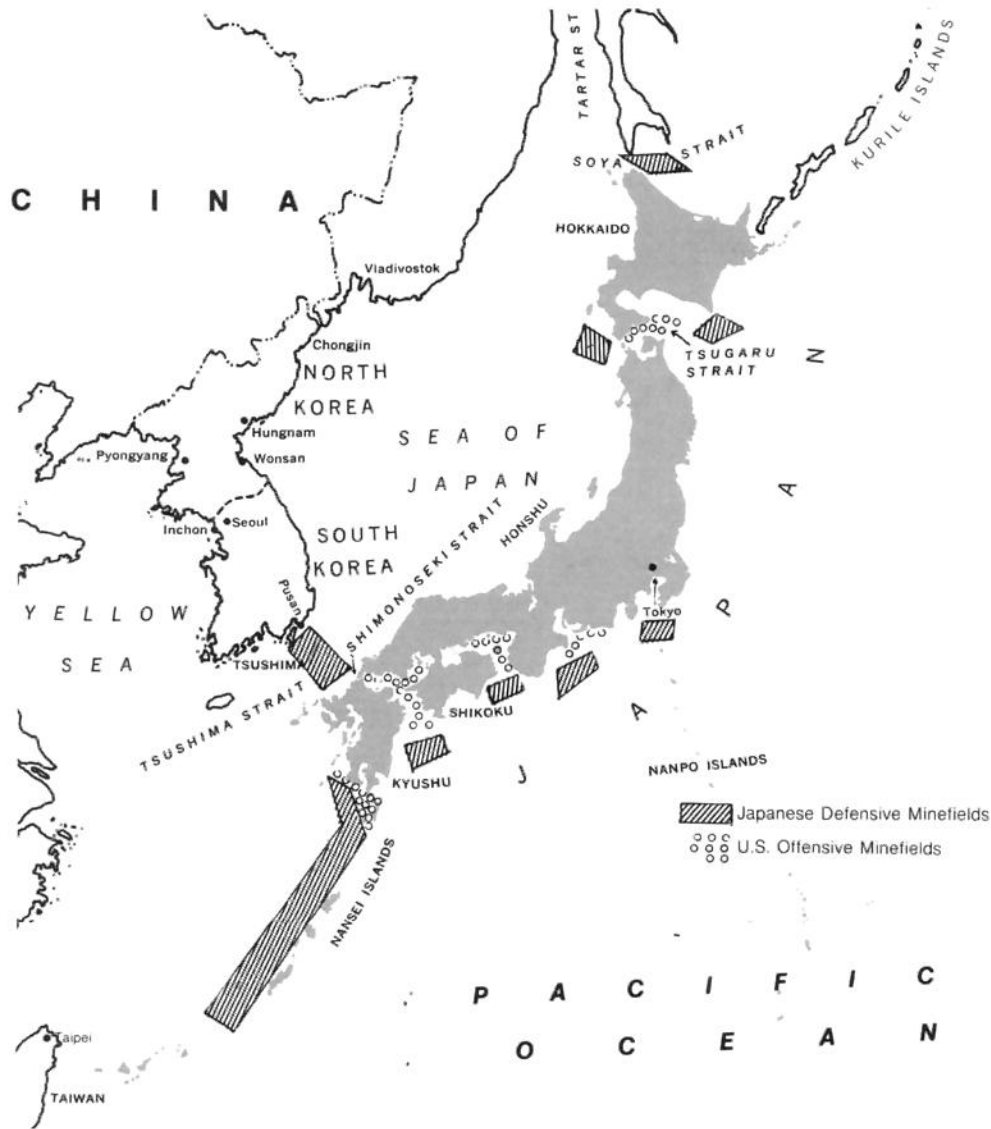 TARTAR ST
KURILE ISLANDS
SOYA STRAIT
CHINA
HOKKAIDO
Vladivostok
Chongjin
TSUGARU
STRAIT
NORTH
KOREA
Hungnam
SEA OF
JAPAN
Pyongyang
Wonsan
Inchon
Seoul
SOUTH
KOREA
SHIMONOSEKI STRAIT
HONSHU
JAPAN
Pusan
Tokyo
YELLOW
SEA
TSUSHIMA
TSUSHIMA STRAIT
SHIKOKU
KYUSHU
NANPO ISLANDS
Japanese Defensive Minefields
U.S. Offensive Minefields
NANSEI ISLANDS
PACIFIC
OCEAN
Taipei
TAIWAN